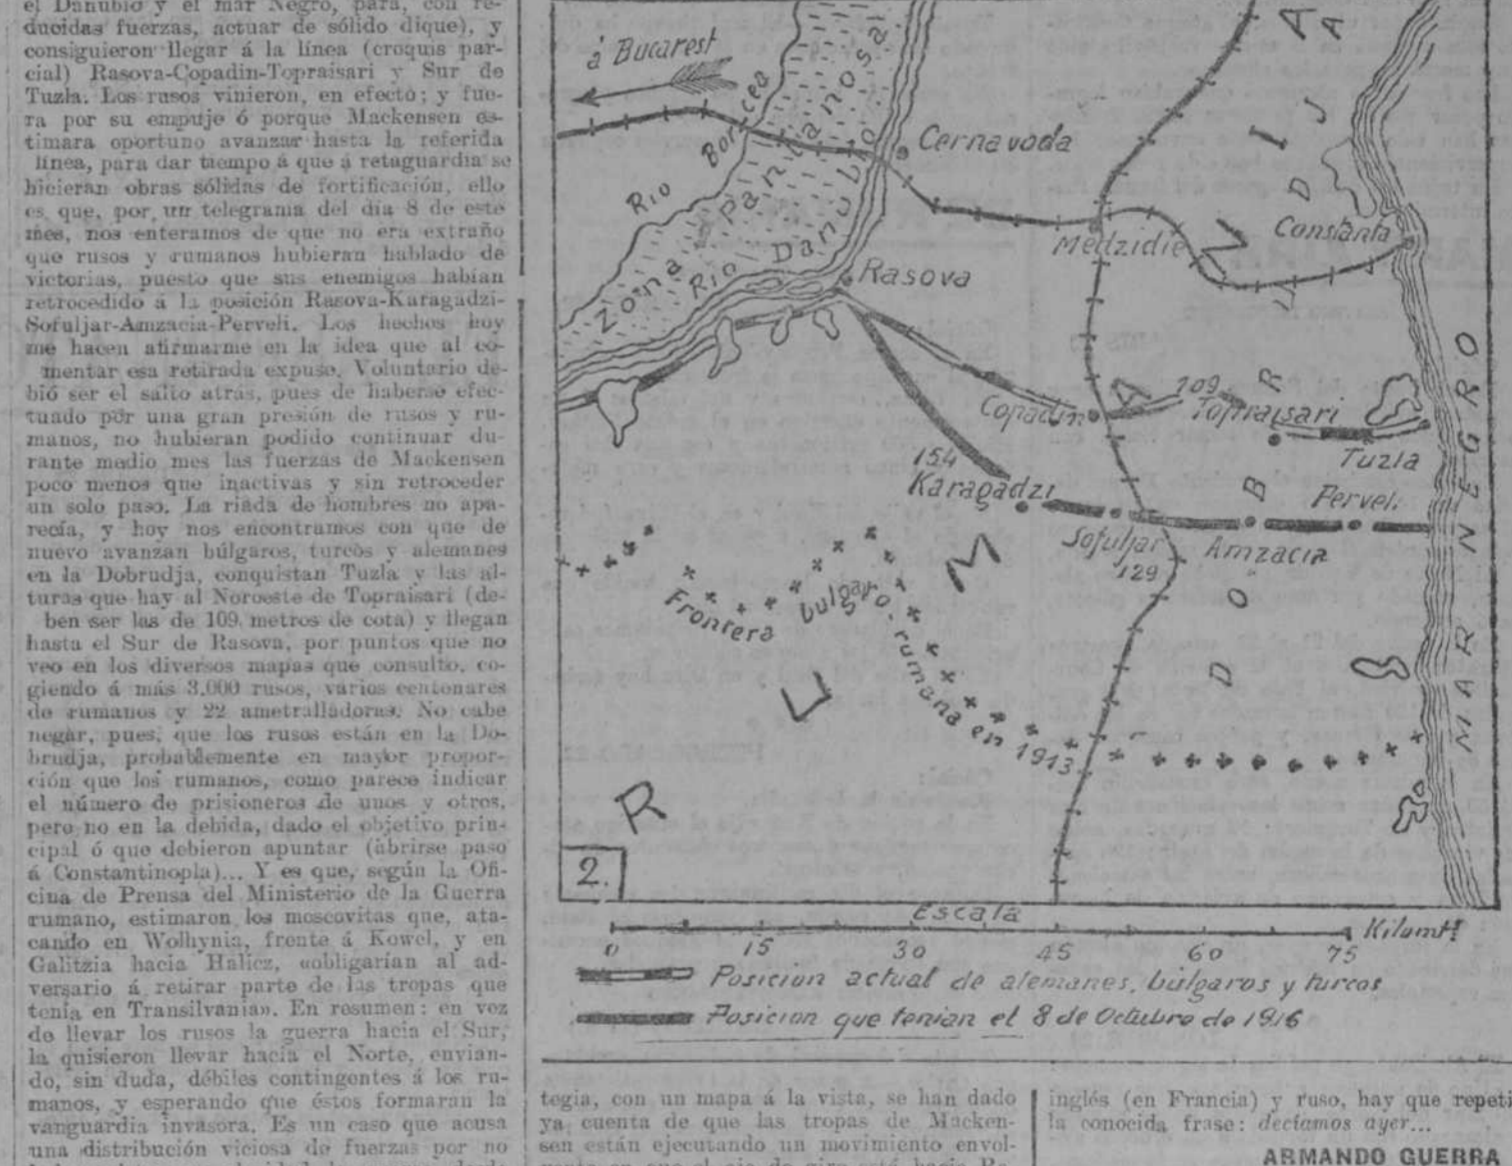 el Danubio y el mar Negro, para, con re-
ducidas fuerzas, actuar de sólido dique), y
consiguieron llegar á la línea (croquis par-
cial) Rasova-Copadin-Topraisari y Sur de
Tuzla. Los rusos vinieron, en efecto; y fue-
ra por su empuje ó porque Mackensen es-
timara oportuno avanzar hasta la referida
línea, para dar tiempo á que á retaguardia se
hicieran obras sólidas de fortificación, ello
es que, por un telegrama del día 8 de este
mes, nos enteramos de que no era extraño
que rusos y rumanos hubieran hablado de
victorias, puesto que sus enemigos habían
retrocedido á la posición Rasova-Karagadzi-
Sofuljar-Amzacia-Perveli. Los hechos hoy
me hacen afirmarme en la idea que al co-
mentar esa retirada expuse. Voluntario de-
bió ser el salto atrás, pues de haberse efec-
tuado por una gran presión de rusos y ru-
manos, no hubieran podido continuar du-
rante medio mes las fuerzas de Mackensen
poco menos que inactivas y sin retroceder
un solo paso. La riada de hombres no apa-
recía, y hoy nos encontramos con que de
nuevo avanzan búlgaros, turcos y alemanes
en la Dobrudja, conquistan Tuzla y las al-
turas que hay al Noroeste de Topraisari (de-
ben ser las de 109 metros de cota) y llegan
hasta el Sur de Rasova, por puntos que no
veo en los diversos mapas que consulto, co-
giendo á más 3.000 rusos, varios centenares
de rumanos y 22 ametralladoras. No cabe
negar, pues, que los rusos están en la Do-
brudja, probablemente en mayor propor-
ción que los rumanos, como parece indicar
el número de prisioneros de unos y otros,
pero no en la debida, dado el objetivo prin-
cipal ó que debieron apuntar (abrirse paso
á Constantinopla)... Y es que, según la Ofi-
cina de Prensa del Ministerio de la Guerra
rumano, estimaron los moscovitas que, ata-
cando en Wolhynia, frente á Kowel, y en
Galitzia hacia Halicz, «obligarían al ad-
versario á retirar parte de las tropas que
tenía en Transilvania». En resumen: en vez
de llevar los rusos la guerra hacia el Sur,
la quisieron llevar hacia el Norte, envian-
do, sin duda, débiles contingentes á los ru-
manos, y esperando que éstos formaran la
vanguardia invasora. Es un caso que acusa
una distribución viciosa de fuerzas por no
á Bucarest
Rio Borcea
Zona Pantanosa
Rio Danubio
Cernavoda
Medzidie
Constanta
Rasova
Copadin
109
Topraisari
Tuzla
154
Karagadzi
Sofuljar
129
Amzacia
Perveli
Frontera bulgaro-rumana en 1913
RUMANIA
DOBRUDJA
MAR NEGRO
2.
Escala
0 15 30 45 60 75 Kilomt.
Posicion actual de alemanes, búlgaros y turcos
Posicion que tenian el 8 de Octubre de 1916
tegia, con un mapa á la vista, se han dado
ya cuenta de que las tropas de Macken-
sen están ejecutando un movimiento envol-
inglés (en Francia) y ruso, hay que repeti
la conocida frase: decíamos ayer...
ARMANDO GUERRA